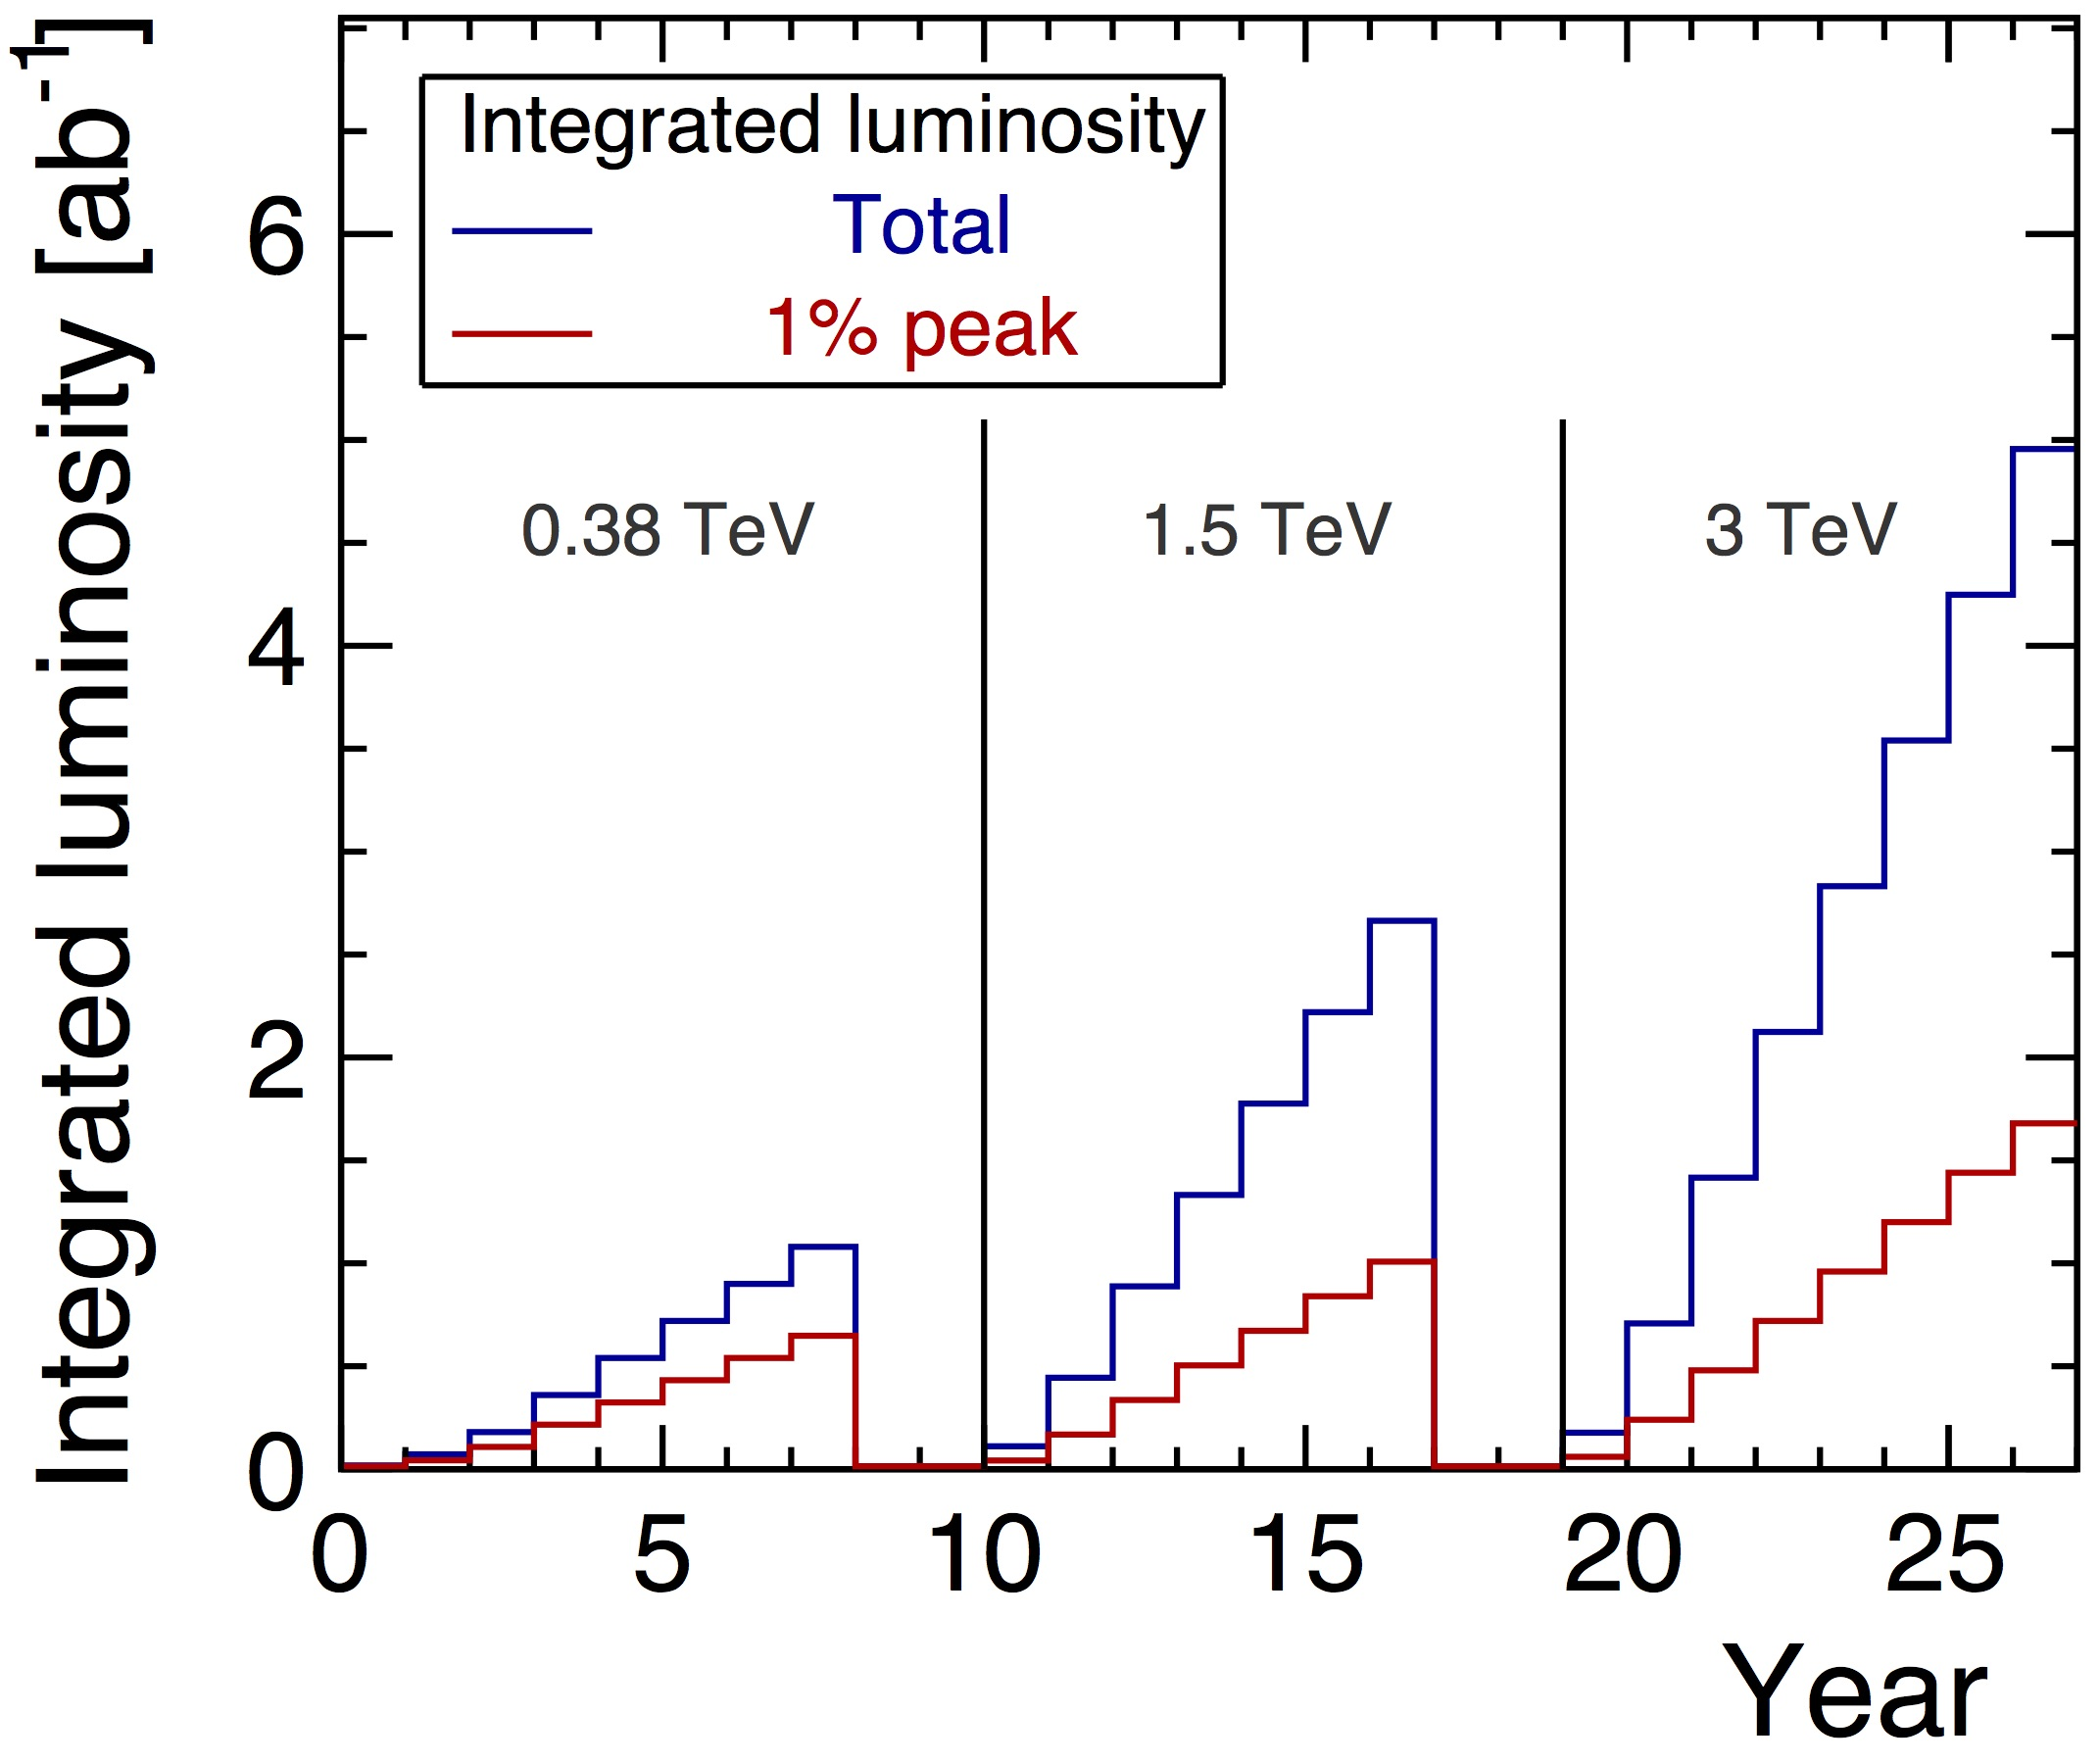 Integrated luminosity [ab-1]
Integrated luminosity
Total
1% peak
0.38 TeV
1.5 TeV
3 TeV
6
4
2
0
0 5 10 15 20 25
Year